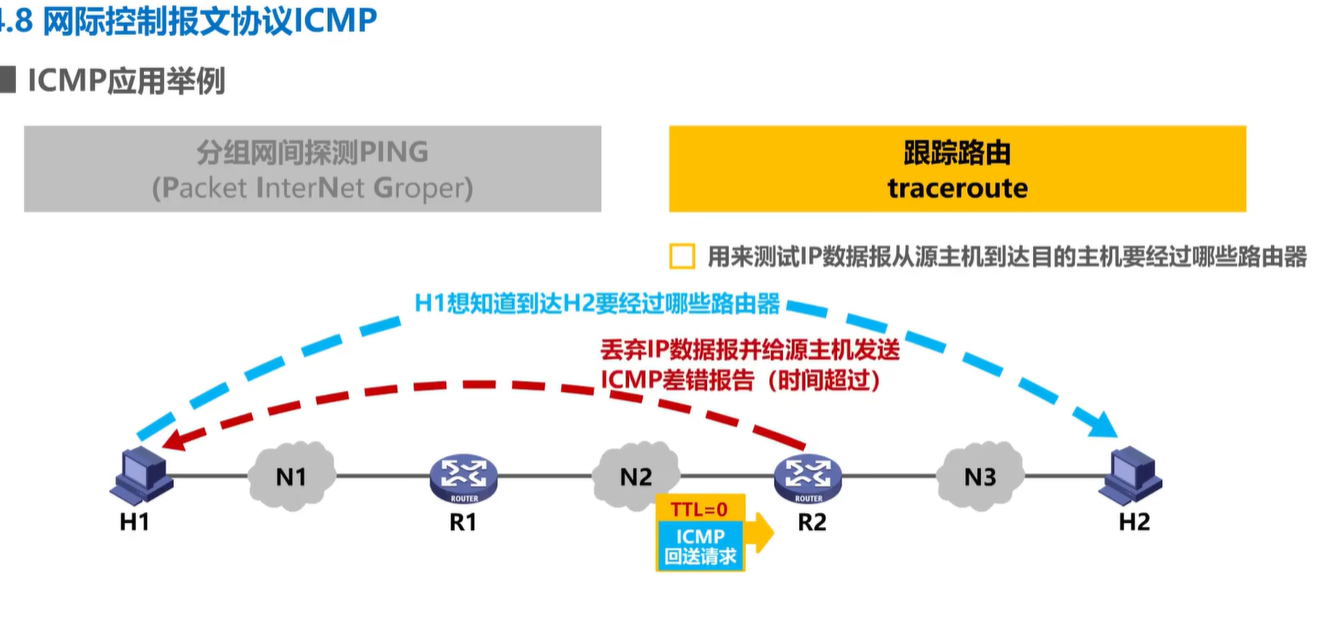 4.8 网际控制报文协议ICMP
ICMP应用举例
分组网间探测PING
(Packet InterNet Groper)
跟踪路由
traceroute
用来测试IP数据报从源主机到达目的主机要经过哪些路由器
H1想知道到达H2要经过哪些路由器
丢弃IP数据报并给源主机发送
ICMP差错报告（时间超过）
N1
N2
N3
ROUTER
ROUTER
H1
R1
R2
H2
TTL=0
ICMP
回送请求